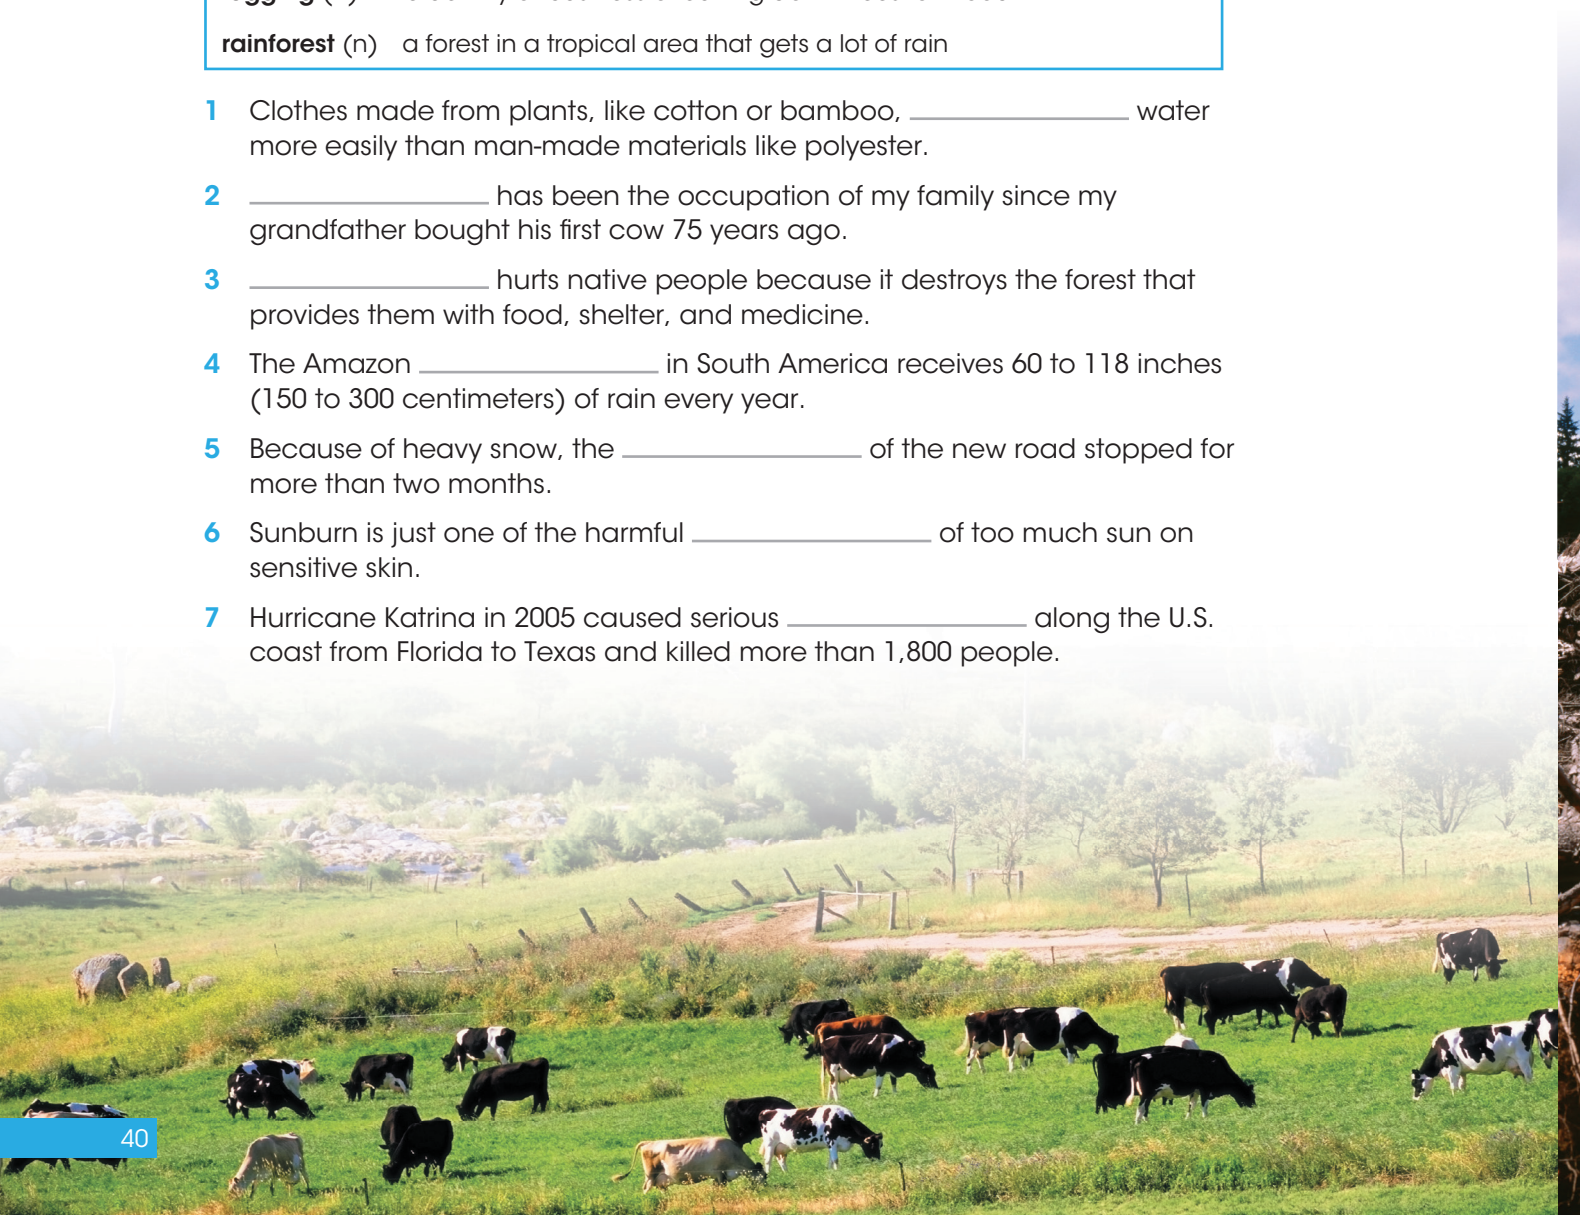 rainforest (n) a forest in a tropical area that gets a lot of rain
1 Clothes made from plants, like cotton or bamboo, ____________ water
more easily than man-made materials like polyester.
2 ____________ has been the occupation of my family since my
grandfather bought his first cow 75 years ago.
3 ____________ hurts native people because it destroys the forest that
provides them with food, shelter, and medicine.
4 The Amazon ____________ in South America receives 60 to 118 inches
(150 to 300 centimeters) of rain every year.
5 Because of heavy snow, the ____________ of the new road stopped for
more than two months.
6 Sunburn is just one of the harmful ____________ of too much sun on
sensitive skin.
7 Hurricane Katrina in 2005 caused serious ____________ along the U.S.
coast from Florida to Texas and killed more than 1,800 people.
40